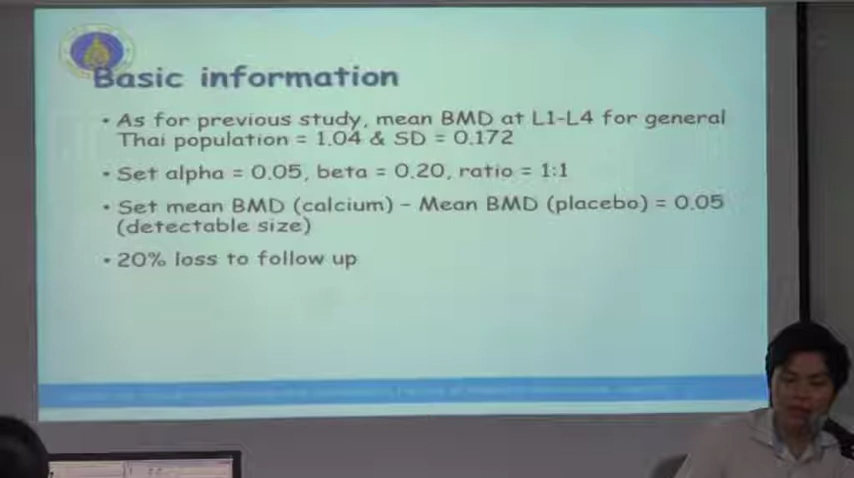 Basic information
• As for previous study, mean BMD at L1-L4 for general
Thai population = 1.04 & SD = 0.172
• Set alpha = 0.05, beta = 0.20, ratio = 1:1
• Set mean BMD (calcium) - Mean BMD (placebo) = 0.05
(detectable size)
• 20% loss to follow up